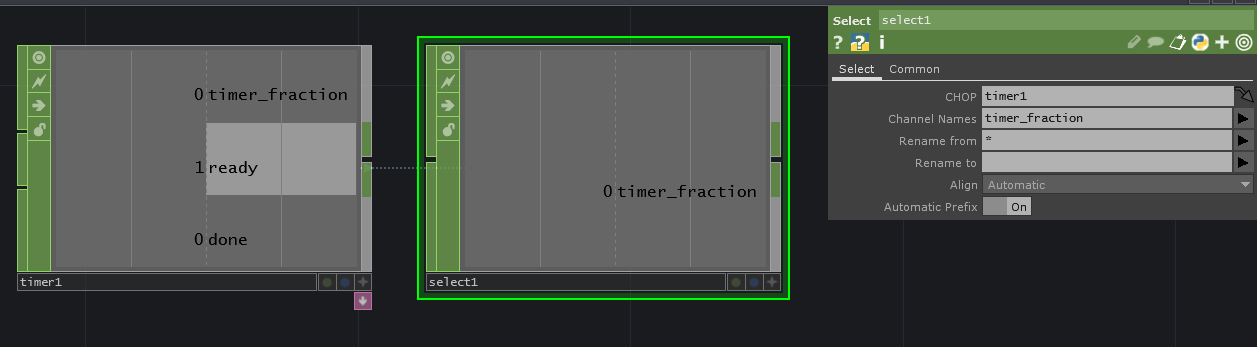 Select select1
? ? i
Select Common
0 timer_fraction
CHOP timer1
Channel Names timer_fraction
Rename from *
1 ready
Rename to
0 timer_fraction
Align Automatic
Automatic Prefix On
0 done
timer1
select1